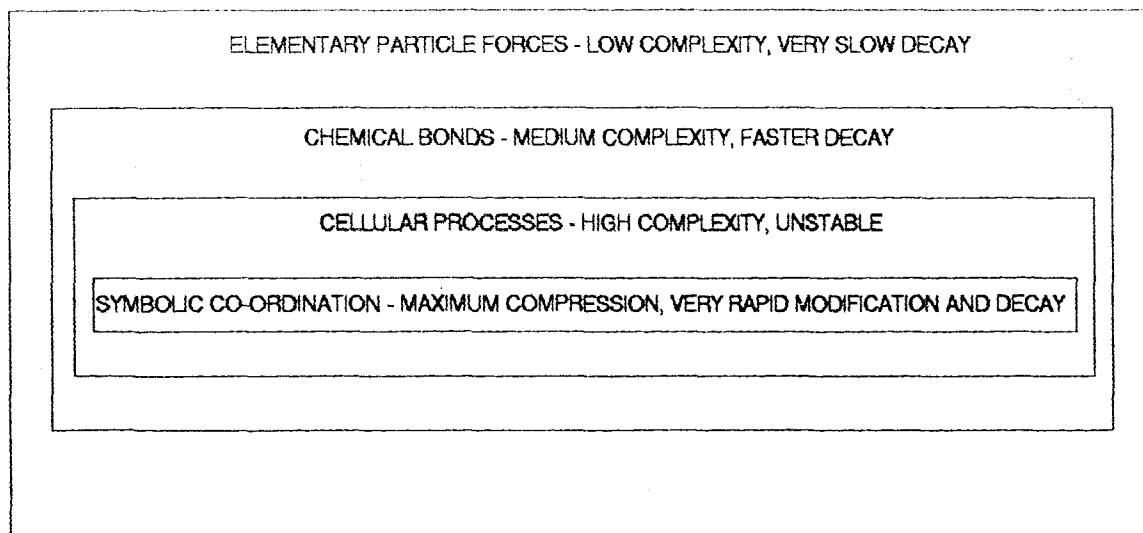 ELEMENTARY PARTICLE FORCES - LOW COMPLEXITY, VERY SLOW DECAY
CHEMICAL BONDS - MEDIUM COMPLEXITY, FASTER DECAY
CELLULAR PROCESSES - HIGH COMPLEXITY, UNSTABLE
SYMBOLIC CO-ORDINATION - MAXIMUM COMPRESSION, VERY RAPID MODIFICATION AND DECAY